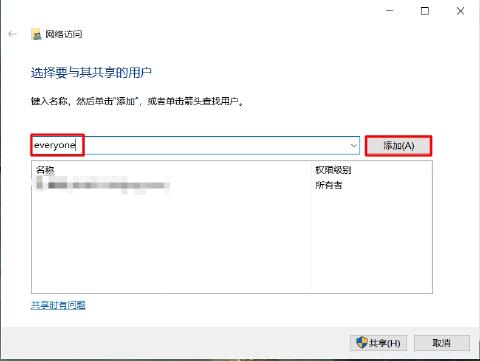 网络访问
选择要与其共享的用户
键入名称，然后单击"添加"，或者单击箭头查找用户。
everyone
添加(A)
名称 权限级别
所有者
共享时有问题
共享(H) 取消